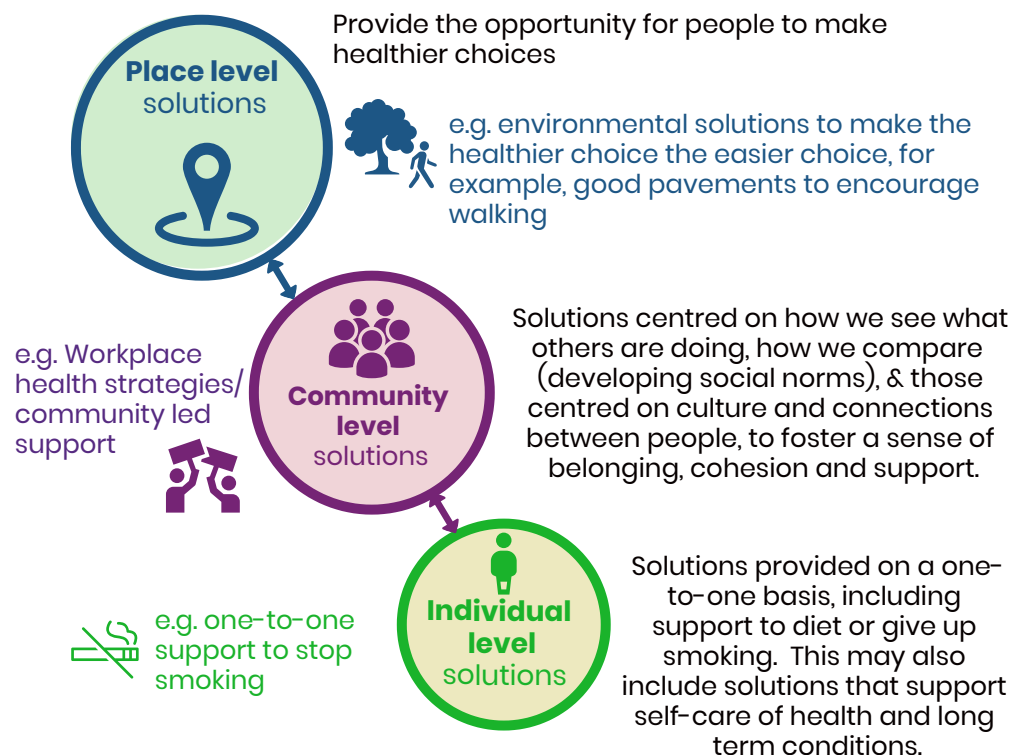 Provide the opportunity for people to make
healthier choices
Place level
solutions
e.g. environmental solutions to make the
healthier choice the easier choice, for
example, good pavements to encourage
walking
Solutions centred on how we see what
others are doing, how we compare
(developing social norms), & those
centred on culture and connections
between people, to foster a sense of
belonging, cohesion and support.
e.g. Workplace
health strategies/
community led
support
Community
level
solutions
Solutions provided on a one-
to-one basis, including
support to diet or give up
smoking. This may also
include solutions that support
self-care of health and long
term conditions.
Individual
level
solutions
e.g. one-to-one
support to stop
smoking